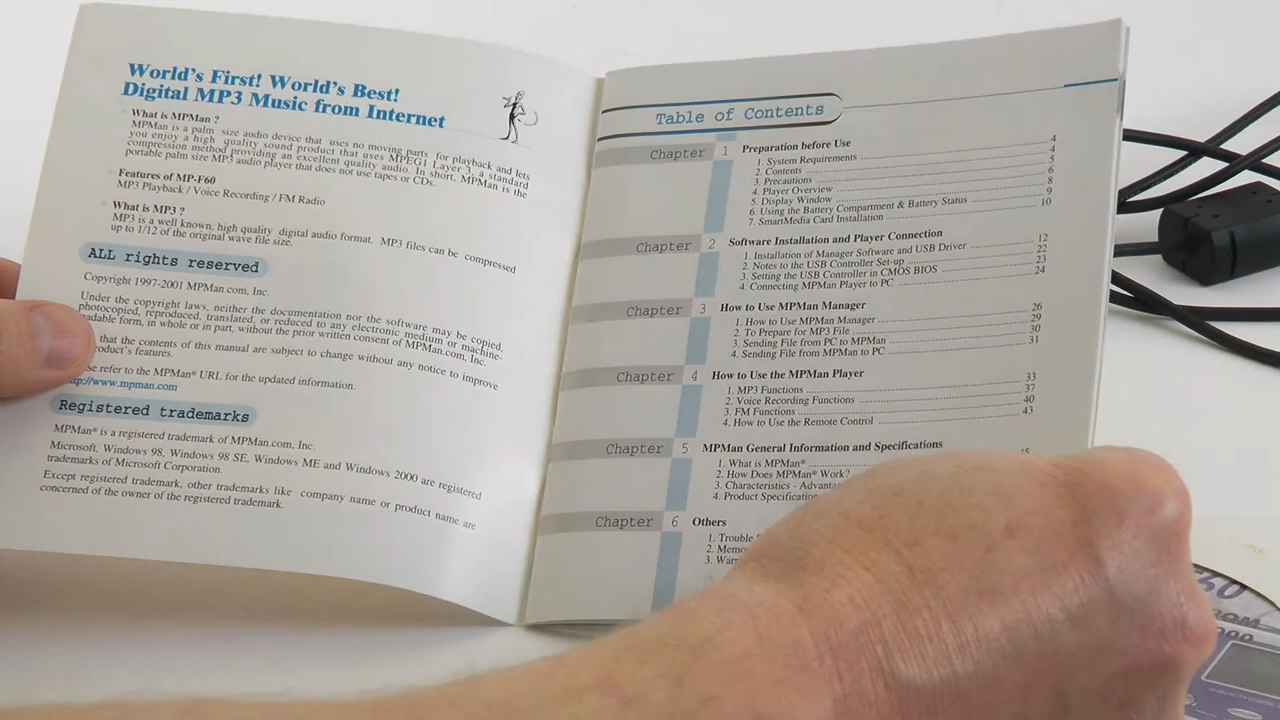 World's First! World's Best!
Digital MP3 Music from Internet
What is MPMan ?
MPMan is a palm size audio device that uses no moving parts for playback and lets
you enjoy a high quality sound product that uses MPEG1 Layer 3, a standard
compression method providing an excellent quality audio. In short, MPMan is the
portable palm size MP3 audio player that does not use tapes or CDs.
Features of MP-F60
MP3 Playback / Voice Recording / FM Radio
What is MP3 ?
MP3 is a well known, high quality digital audio format. MP3 files can be compressed
up to 1/12 of the original wave file size.
ALL rights reserved
Copyright 1997-2001 MPMan.com, Inc.
Under the copyright laws, neither the documentation nor the software may be copied,
photocopied, reproduced, translated, or reduced to any electronic medium or machine-
readable form, in whole or in part, without the prior written consent of MPMan.com, Inc.
that the contents of this manual are subject to change without any notice to improve
product's features.
refer to the MPMan® URL for the updated information.
http://www.mpman.com
Registered trademarks
MPMan® is a registered trademark of MPMan.com, Inc.
Microsoft, Windows 98, Windows 98 SE, Windows ME and Windows 2000 are registered
trademarks of Microsoft Corporation.
Except registered trademark, other trademarks like company name or product name are
concerned of the owner of the registered trademark.
Table of Contents
Chapter 1 Preparation before Use 4
1. System Requirements 4
2. Contents 5
3. Precautions 6
4. Player Overview 8
5. Display Window 9
6. Using the Battery Compartment & Battery Status 10
7. SmartMedia Card Installation
Chapter 2 Software Installation and Player Connection
1. Installation of Manager Software and USB Driver 12
2. Notes to the USB Controller Set-up 22
3. Setting the USB Controller in CMOS BIOS 23
4. Connecting MPMan Player to PC 24
Chapter 3 How to Use MPMan Manager
1. How to Use MPMan Manager 26
2. To Prepare for MP3 File 29
3. Sending File from PC to MPMan 30
4. Sending File from MPMan to PC 31
Chapter 4 How to Use the MPMan Player
1. MP3 Functions 33
2. Voice Recording Functions 37
3. FM Functions 40
4. How to Use the Remote Control 43
Chapter 5 MPMan General Information and Specifications
1. What is MPMan®
2. How Does MPMan® Work?
3. Characteristics - Advanta
4. Product Specification
Chapter 6 Others
1. Trouble
2. Memo
3. War